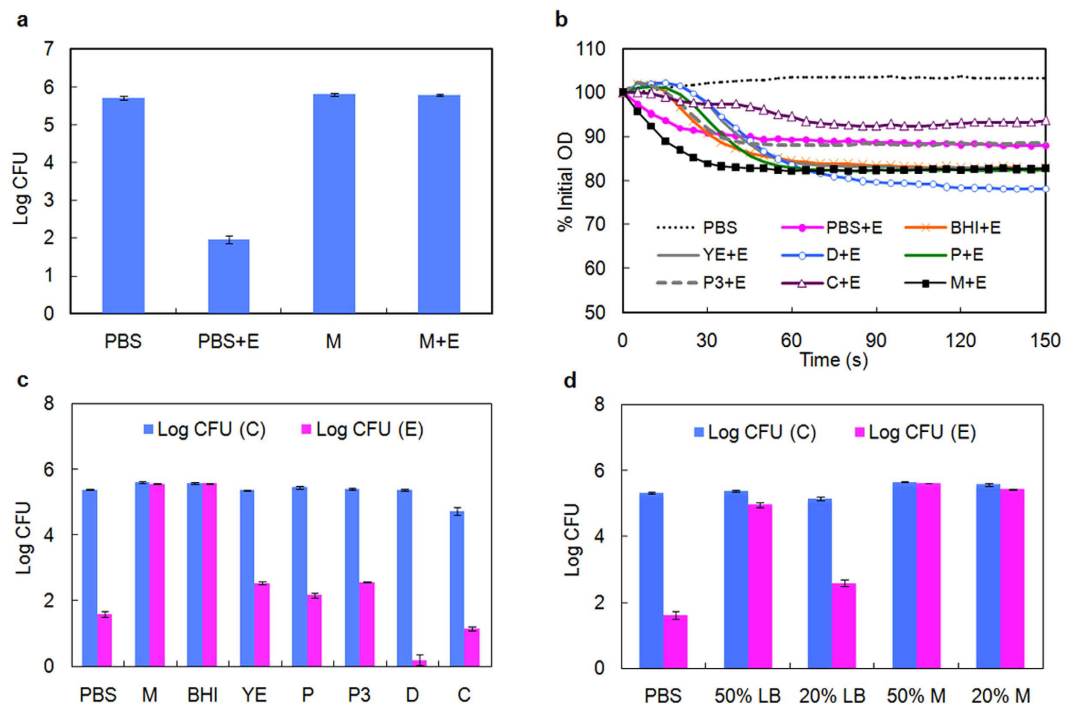 a
7
6
5
4
3
2
1
0
Log CFU
PBS PBS+E M M+E
b
110
100
90
80
70
60
50
% Initial OD
PBS PBS+E BHI+E
YE+E D+E P+E
P3+E C+E M+E
0 30 60 90 120 150
Time (s)
c
8
6
4
2
0
Log CFU
Log CFU (C) Log CFU (E)
PBS M BHI YE P P3 D C
d
8
6
4
2
0
Log CFU
Log CFU (C) Log CFU (E)
PBS 50% LB 20% LB 50% M 20% M